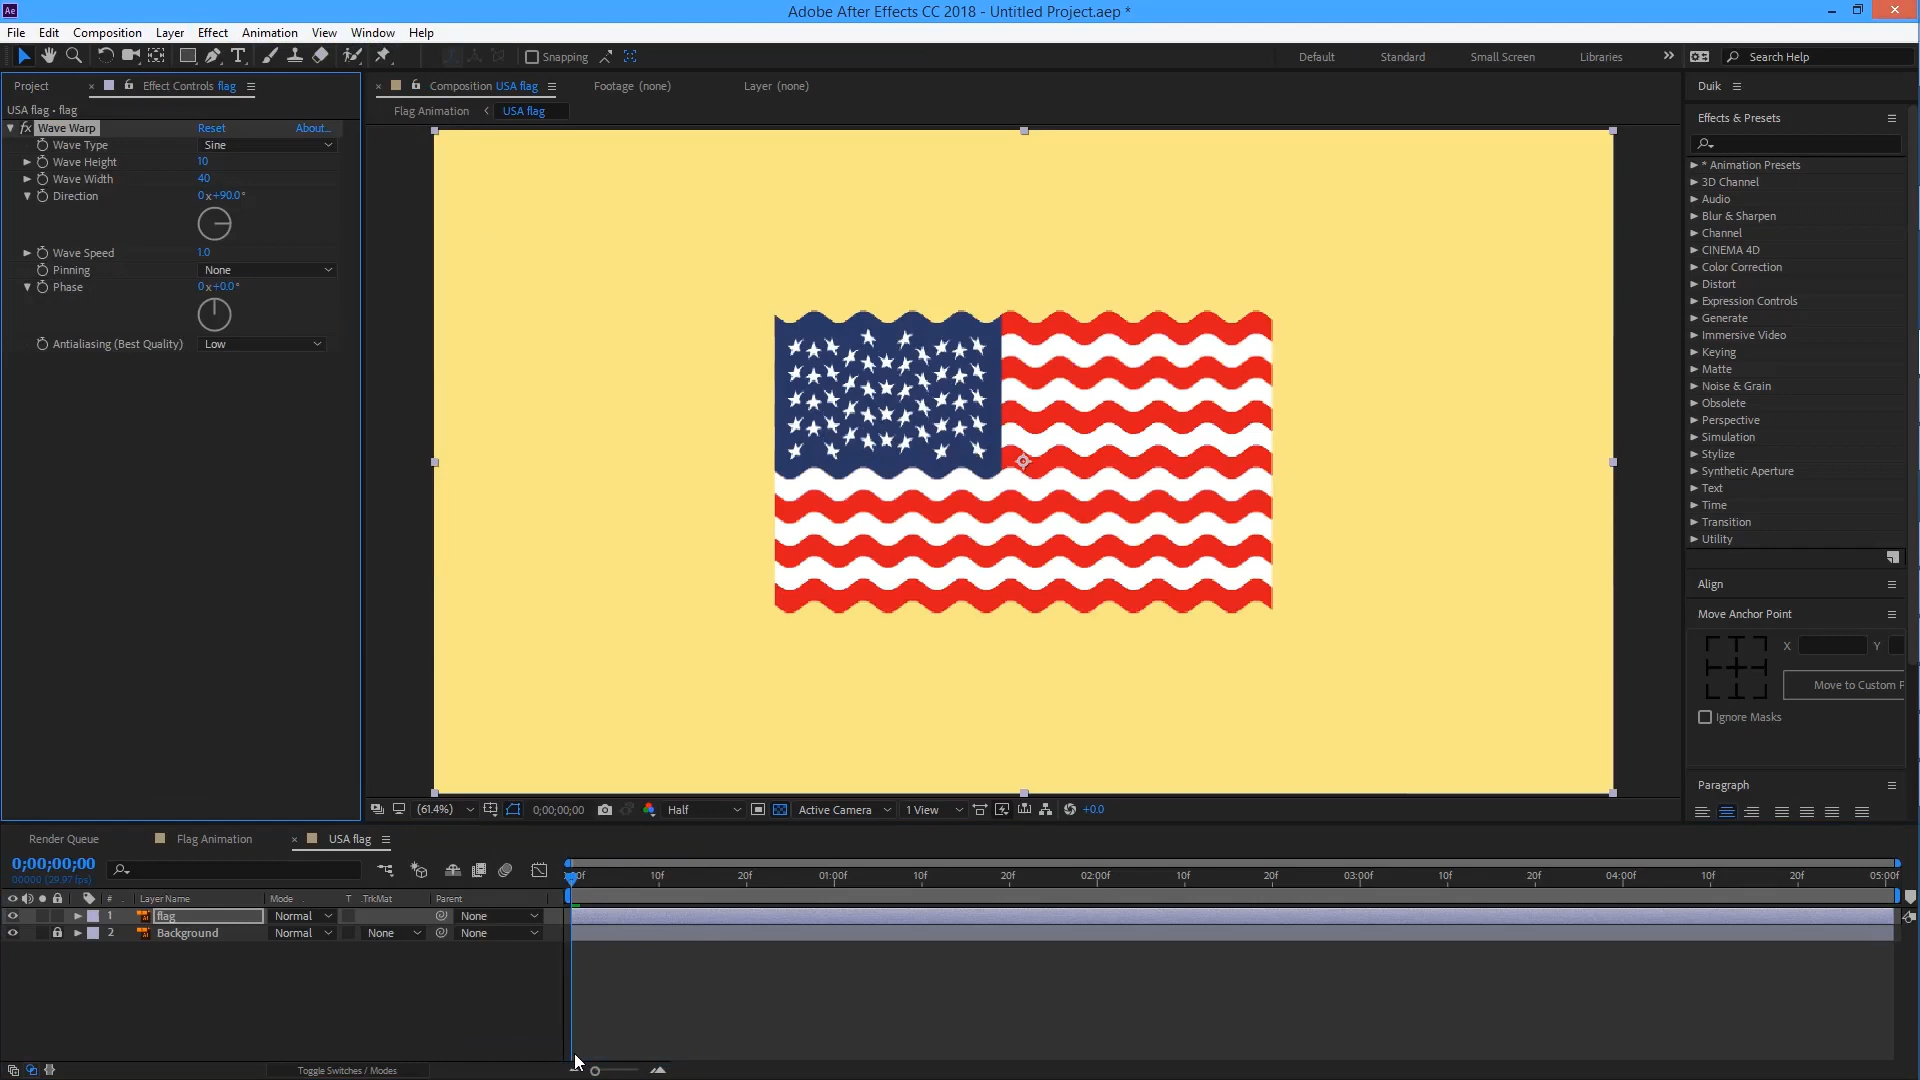 Ae Adobe After Effects CC 2018 - Untitled Project.aep *
File Edit Composition Layer Effect Animation View Window Help
Snapping Default Standard Small Screen Libraries Search Help
Project Effect Controls flag
USA flag • flag
fx Wave Warp Reset About...
Wave Type Sine
Wave Height 10
Wave Width 40
Direction 0x+90.0°
Wave Speed 1.0
Pinning None
Phase 0x+0.0°
Antialiasing (Best Quality) Low
Composition USA flag Footage (none) Layer (none)
Flag Animation USA flag
(61.4%) 0;00;00;00 Half Active Camera 1 View +0.0
Duik
Effects & Presets
* Animation Presets
3D Channel
Audio
Blur & Sharpen
Channel
CINEMA 4D
Color Correction
Distort
Expression Controls
Generate
Immersive Video
Keying
Matte
Noise & Grain
Obsolete
Perspective
Simulation
Stylize
Synthetic Aperture
Text
Time
Transition
Utility
Align
Move Anchor Point
X Y
Move to Custom P
Ignore Masks
Paragraph
Render Queue Flag Animation USA flag
0;00;00;00
00000 (29.97 fps)
10f 20f 01:00f 10f 20f 02:00f 10f 20f 03:00f 10f 20f 04:00f 10f 20f 05:00f
# Layer Name Mode T .TrkMat Parent
1 flag Normal None
2 Background Normal None None
Toggle Switches / Modes